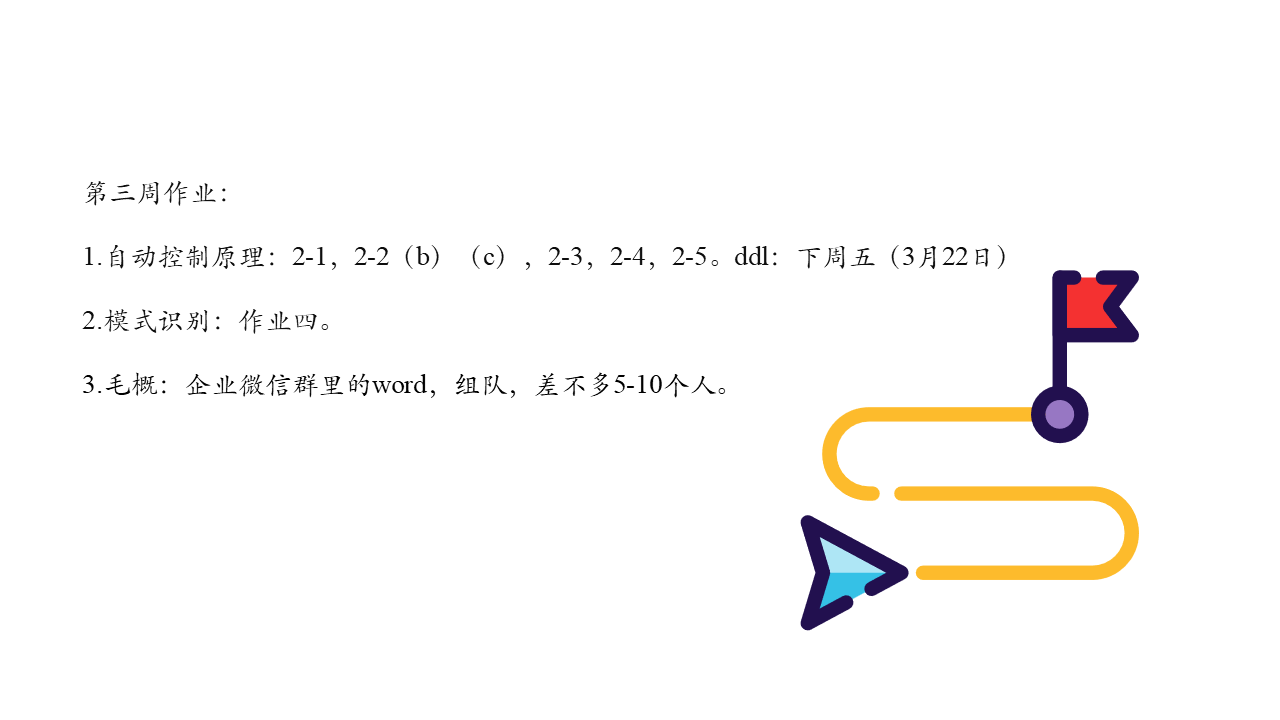 第三周作业：
1.自动控制原理：2-1，2-2（b）（c），2-3，2-4，2-5。ddl：下周五（3月22日）
2.模式识别：作业四。
3.毛概：企业微信群里的word，组队，差不多5-10个人。